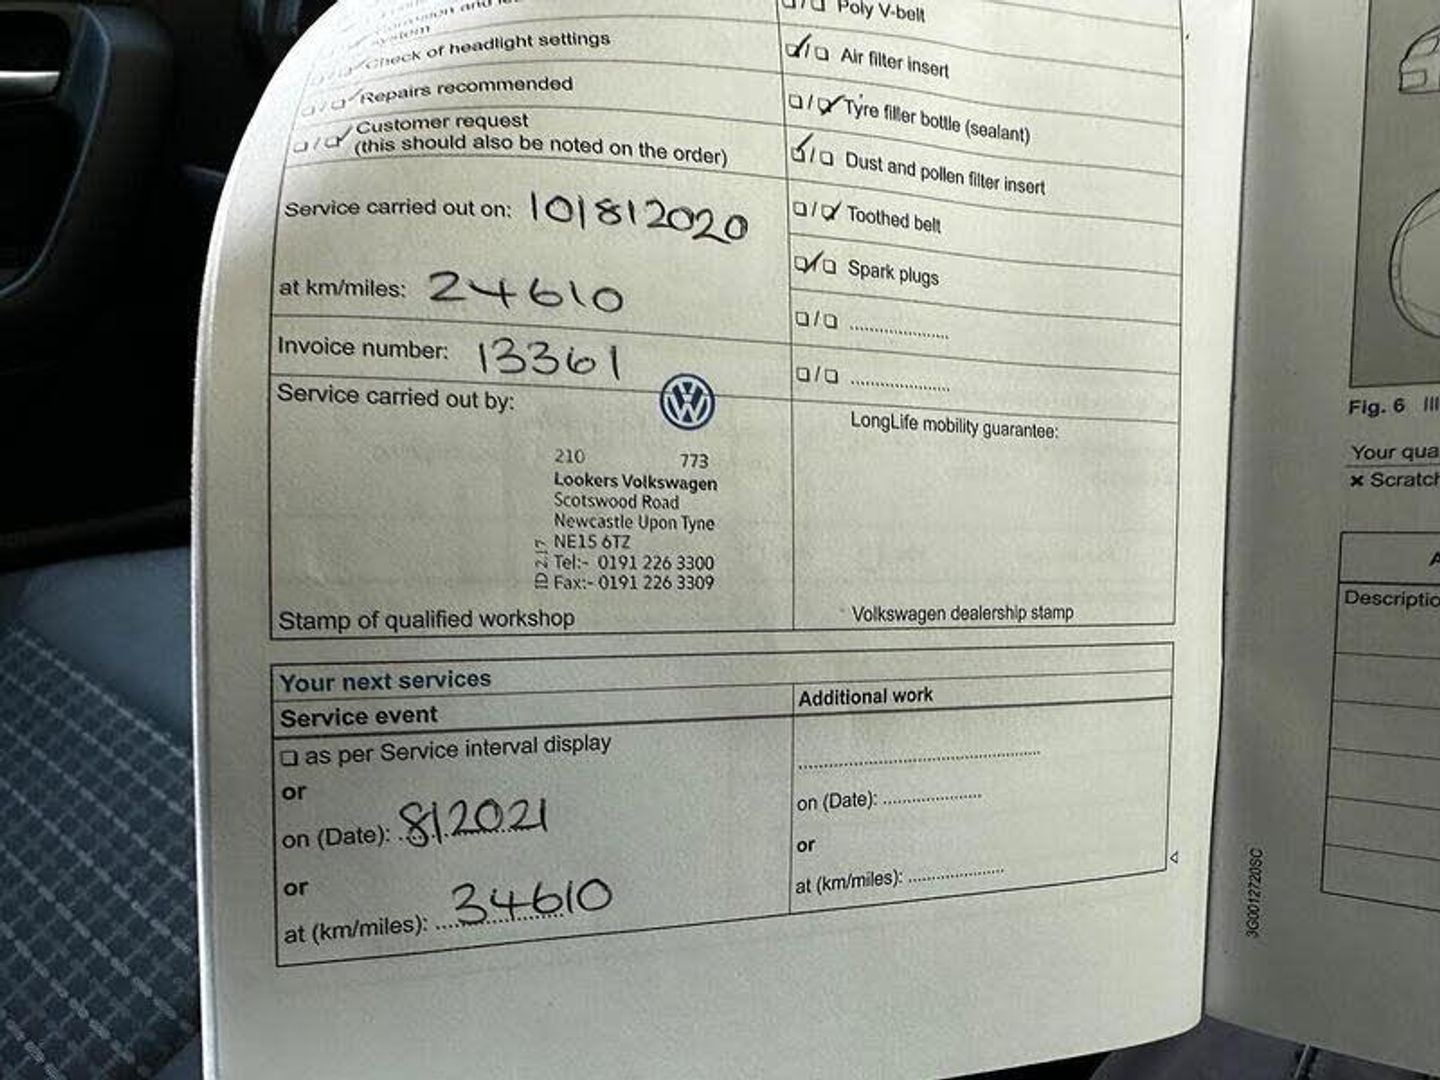 system
Check of headlight settings
❏/❏ Repairs recommended
❏/❏ Customer request
(this should also be noted on the order)
Service carried out on: 10/8/2020
at km/miles: 24610
Invoice number: 13361
Service carried out by:
210 773
Lookers Volkswagen
Scotswood Road
Newcastle Upon Tyne
NE15 6TZ
Tel:- 0191 226 3300
Fax:- 0191 226 3309
ID 2.17
Stamp of qualified workshop
❏/❏ Poly V-belt
❏/❏ Air filter insert
❏/❏ Tyre filler bottle (sealant)
❏/❏ Dust and pollen filter insert
❏/❏ Toothed belt
❏/❏ Spark plugs
❏/❏ .....................
❏/❏ .....................
LongLife mobility guarantee:
Volkswagen dealership stamp
Your next services
Service event
❏ as per Service interval display
or
on (Date): 8/2021
or
at (km/miles): 34610
Additional work
on (Date): .....................
or
at (km/miles): .....................
3G0012720SC
Fig. 6
Your
× Scratch